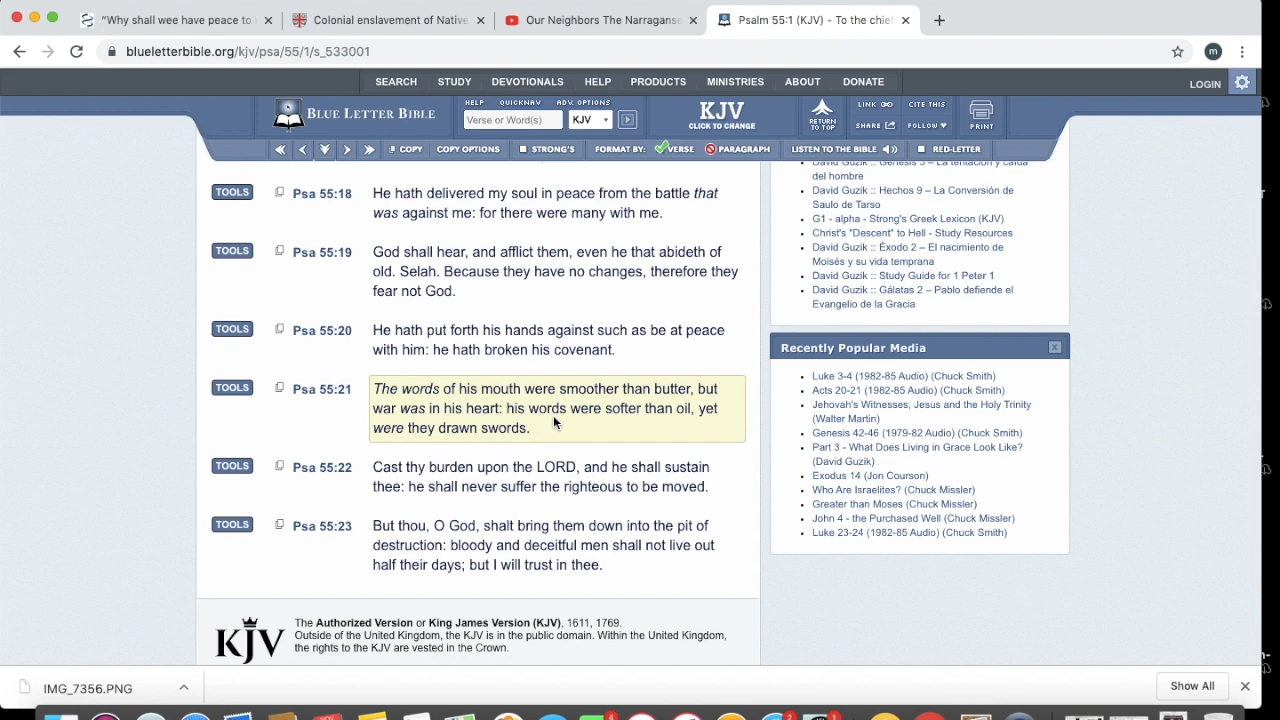 "Why shall wee have peace to
Colonial enslavement of Native
Our Neighbors The Narraganse
Psalm 55:1 (KJV) - To the chie
blueletterbible.org/kjv/psa/55/1/s_533001
m
SEARCH STUDY DEVOTIONALS HELP PRODUCTS MINISTRIES ABOUT DONATE LOGIN
BLUE LETTER BIBLE
HELP QUICKNAV ADV. OPTIONS
Verse or Word(s) KJV
KJV
CLICK TO CHANGE
RETURN
TO TOP
LINK CITE THIS
SHARE FOLLOW
PRINT
COPY COPY OPTIONS STRONG'S FORMAT BY: VERSE PARAGRAPH LISTEN TO THE BIBLE RED-LETTER
TOOLS Psa 55:18 He hath delivered my soul in peace from the battle that
was against me: for there were many with me.
TOOLS Psa 55:19 God shall hear, and afflict them, even he that abideth of
old. Selah. Because they have no changes, therefore they
fear not God.
TOOLS Psa 55:20 He hath put forth his hands against such as be at peace
with him: he hath broken his covenant.
TOOLS Psa 55:21 The words of his mouth were smoother than butter, but
war was in his heart: his words were softer than oil, yet
were they drawn swords.
TOOLS Psa 55:22 Cast thy burden upon the LORD, and he shall sustain
thee: he shall never suffer the righteous to be moved.
TOOLS Psa 55:23 But thou, O God, shalt bring them down into the pit of
destruction: bloody and deceitful men shall not live out
half their days; but I will trust in thee.
KJV
The Authorized Version or King James Version (KJV), 1611, 1769.
Outside of the United Kingdom, the KJV is in the public domain. Within the United Kingdom,
the rights to the KJV are vested in the Crown.
David Guzik :: Génesis 3 – La tentación y caída
del hombre
David Guzik :: Hechos 9 – La Conversión de
Saulo de Tarso
G1 - alpha - Strong's Greek Lexicon (KJV)
Christ's "Descent" to Hell - Study Resources
David Guzik :: Éxodo 2 – El nacimiento de
Moisés y su vida temprana
David Guzik :: Study Guide for 1 Peter 1
David Guzik :: Gálatas 2 – Pablo defiende el
Evangelio de la Gracia
Recently Popular Media
Luke 3-4 (1982-85 Audio) (Chuck Smith)
Acts 20-21 (1982-85 Audio) (Chuck Smith)
Jehovah's Witnesses, Jesus and the Holy Trinity
(Walter Martin)
Genesis 42-46 (1979-82 Audio) (Chuck Smith)
Part 3 - What Does Living in Grace Look Like?
(David Guzik)
Exodus 14 (Jon Courson)
Who Are Israelites? (Chuck Missler)
Greater than Moses (Chuck Missler)
John 4 - the Purchased Well (Chuck Missler)
Luke 23-24 (1982-85 Audio) (Chuck Smith)
IMG_7356.PNG
Show All